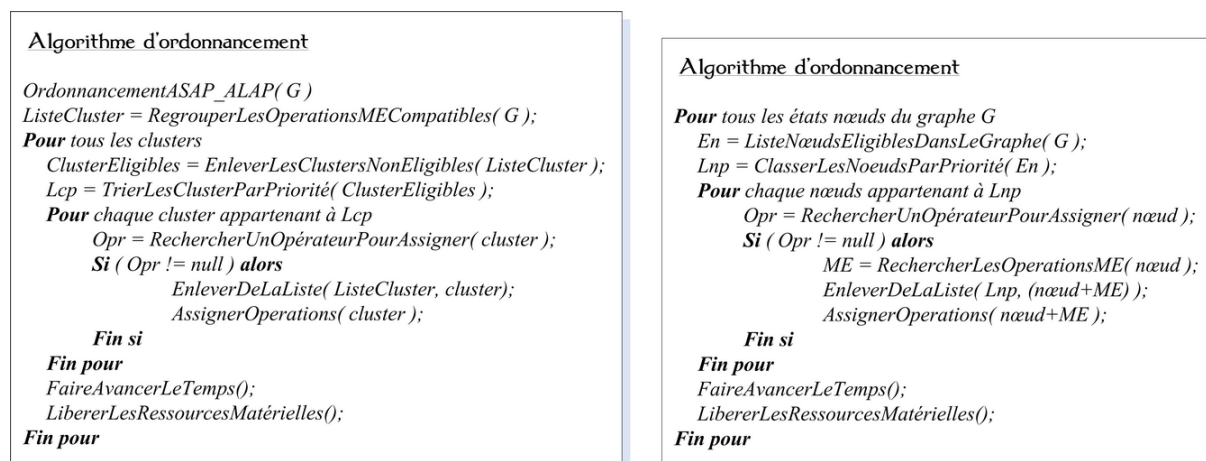 Algorithme d'ordonnancement
OrdonnancementASAP_ALAP( G )
ListeCluster = RegrouperLesOperationsMECompatibles( G );
Pour tous les clusters
ClusterEligibles = EnleverLesClustersNonEligibles( ListeCluster );
Lcp = TrierLesClusterParPriorité( ClusterEligibles );
Pour chaque cluster appartenant à Lcp
Opr = RechercherUnOpérateurPourAssigner( cluster );
Si ( Opr != null ) alors
EnleverDeLaListe( ListeCluster, cluster);
AssignerOperations( cluster );
Fin si
Fin pour
FaireAvancerLeTemps();
LibererLesRessourcesMatérielles();
Fin pour
Algorithme d'ordonnancement
Pour tous les états nœuds du graphe G
En = ListeNœudsEligiblesDansLeGraphe( G );
Lnp = ClasserLesNoeudsParPriorité( En );
Pour chaque nœuds appartenant à Lnp
Opr = RechercherUnOpérateurPourAssigner( nœud );
Si ( Opr != null ) alors
ME = RechercherLesOperationsME( nœud );
EnleverDeLaListe( Lnp, (nœud+ME) );
AssignerOperations( nœud+ME );
Fin si
Fin pour
FaireAvancerLeTemps();
LibererLesRessourcesMatérielles();
Fin pour